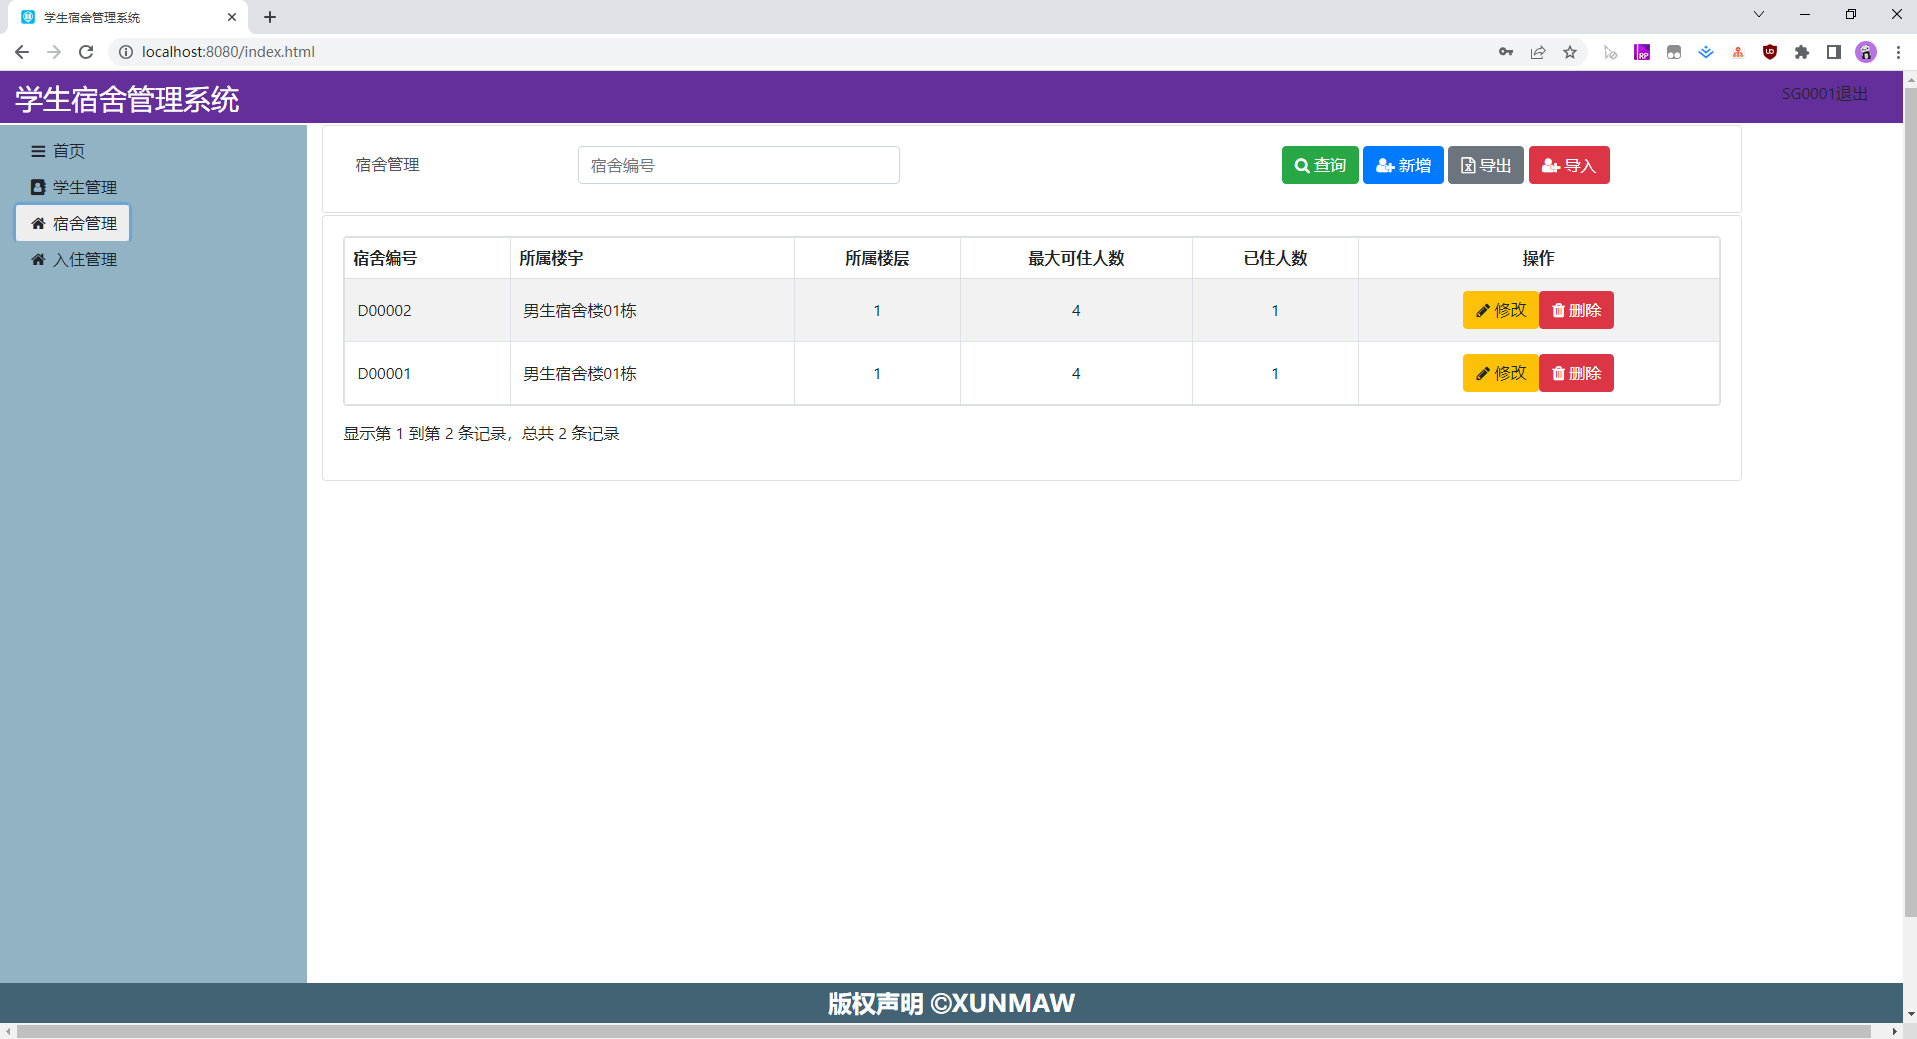 学生宿舍管理系统
localhost:8080/index.html
学生宿舍管理系统
SG0001退出
首页
学生管理
宿舍管理
入住管理
宿舍管理 宿舍编号 查询 新增 导出 导入
宿舍编号 所属楼宇 所属楼层 最大可住人数 已住人数 操作
D00002 男生宿舍楼01栋 1 4 1 修改 删除
D00001 男生宿舍楼01栋 1 4 1 修改 删除
显示第 1 到第 2 条记录，总共 2 条记录
版权声明 ©XUNMAW